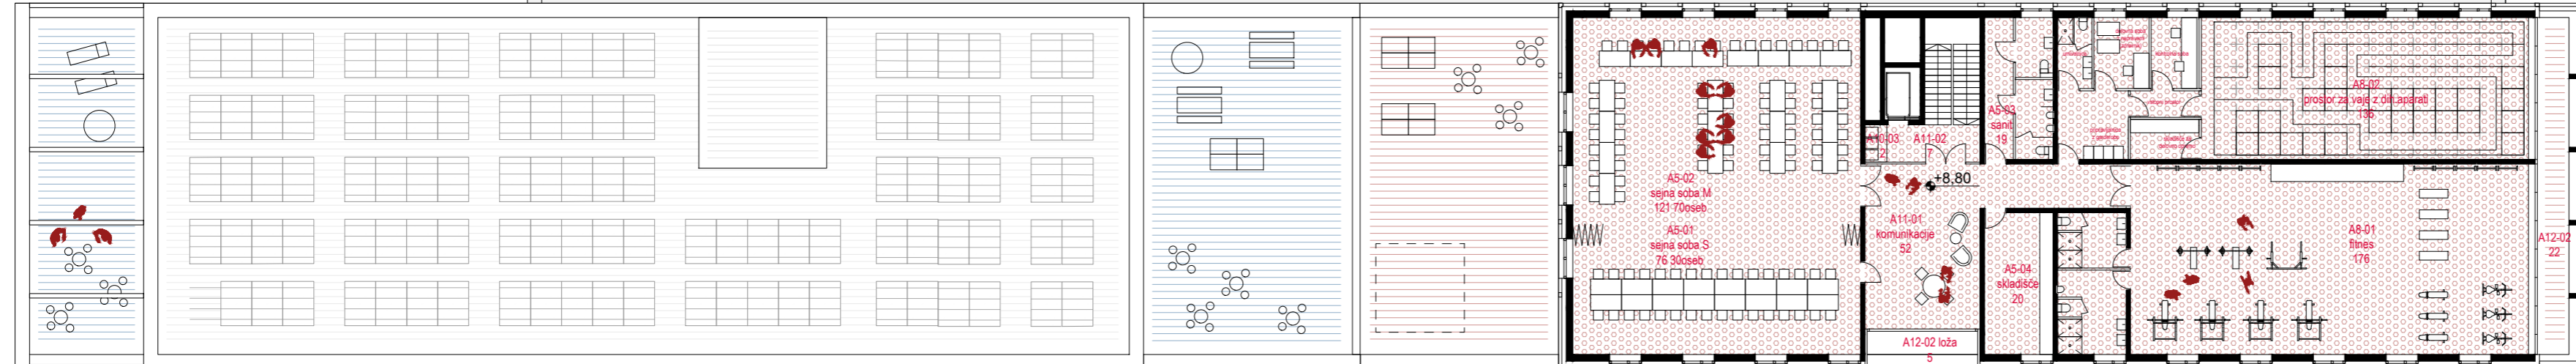 A5-02
sejna soba M
121 70oseb
A5-01
sejna soba S
76 30oseb
A10-03
2
A11-02
7
+8.80
A11-01
komunikacije
52
A12-02 loža
5
A5-03
sanit
19
A5-04
skladišče
20
A8-02
prostor za vaje z dih.aparati
136
A8-01
fitnes
176
A12-02
22